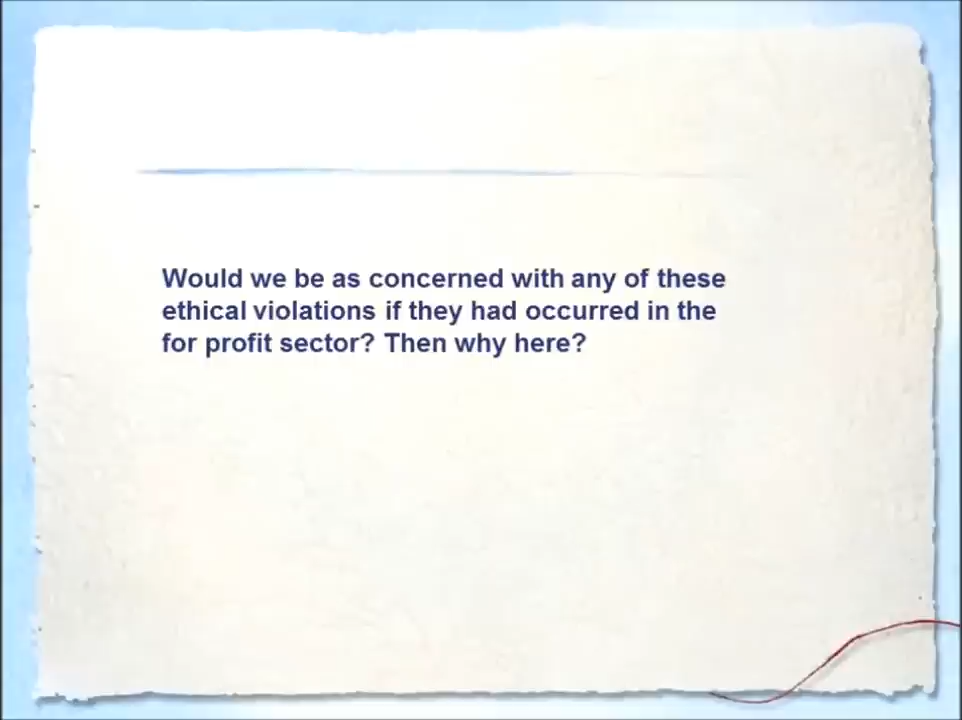 Would we be as concerned with any of these
ethical violations if they had occurred in the
for profit sector? Then why here?